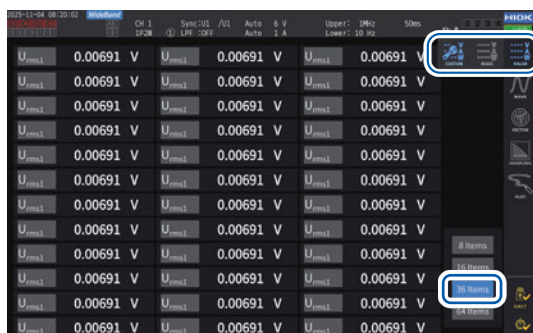 2025-11-04 08:20:02 WideBand CH 1 Sync:U1 /U1 Auto 6 V Upper: 1MHz 50ms HIOKI
1P2W ① LPF :OFF Auto 1 A Lower: 10 Hz
CUSTOM BASIC VALUE
Urms1 0.00691 V Urms1 0.00691 V Urms1 0.00691 V
Urms1 0.00691 V Urms1 0.00691 V Urms1 0.00691 V
WAVE
Urms1 0.00691 V Urms1 0.00691 V Urms1 0.00691 V
Urms1 0.00691 V Urms1 0.00691 V Urms1 0.00691 V
VECTOR
Urms1 0.00691 V Urms1 0.00691 V Urms1 0.00691 V
Urms1 0.00691 V Urms1 0.00691 V Urms1 0.00691 V
PLOT
Urms1 0.00691 V Urms1 0.00691 V Urms1 0.00691 V
Urms1 0.00691 V Urms1 0.00691 V Urms1 0.00691 V
Urms1 0.00691 V Urms1 0.00691 V Urms1 0.00691 V
8 Items
Urms1 0.00691 V Urms1 0.00691 V Urms1 0.00691 V
16 Items
Urms1 0.00691 V Urms1 0.00691 V Urms1 0.00691 V
36 Items
64 Items
Urms1 0.00691 V Urms1 0.00691 V Urms1 0.00691 V